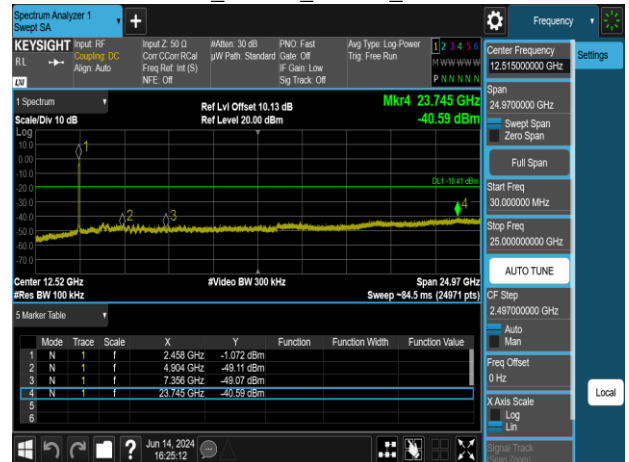 Spectrum Analyzer 1
Swept SA
Frequency
KEYSIGHT
RL
Input: RF
Coupling: DC
Align: Auto
Input Z: 50 Ω
Corr CCorr RCal
Freq Ref: Int (S)
NFE: Off
#Atten: 30 dB
µW Path: Standard
PNO: Fast
Gate: Off
IF Gain: Low
Sig Track: Off
Avg Type: Log-Power
Trig: Free Run
1 2 3 4 5 6
M W W W W W
P N N N N N
LXI
1 Spectrum
Scale/Div 10 dB
Ref Lvl Offset 10.13 dB
Ref Level 20.00 dBm
Mkr4 23.745 GHz
-40.59 dBm
Log
10.0
0.00
-10.0
-20.0
-30.0
-40.0
-50.0
-60.0
-70.0
1
2
3
4
DL1 -19.41 dBm
Center 12.52 GHz
#Video BW 300 kHz
Span 24.97 GHz
#Res BW 100 kHz
Sweep ~84.5 ms (24971 pts)
5 Marker Table
Mode Trace Scale X Y Function Function Width Function Value
1 N 1 f 2.458 GHz -1.072 dBm
2 N 1 f 4.904 GHz -49.11 dBm
3 N 1 f 7.356 GHz -49.07 dBm
4 N 1 f 23.745 GHz -40.59 dBm
5
6
?
Jun 14, 2024
16:25:12
Center Frequency
12.515000000 GHz
Span
24.9700000 GHz
Swept Span
Zero Span
Full Span
Start Freq
30.000000 MHz
Stop Freq
25.000000000 GHz
AUTO TUNE
CF Step
2.497000000 GHz
Auto
Man
Freq Offset
0 Hz
X Axis Scale
Log
Lin
Signal Track
(Span Zoom)
Settings
Local